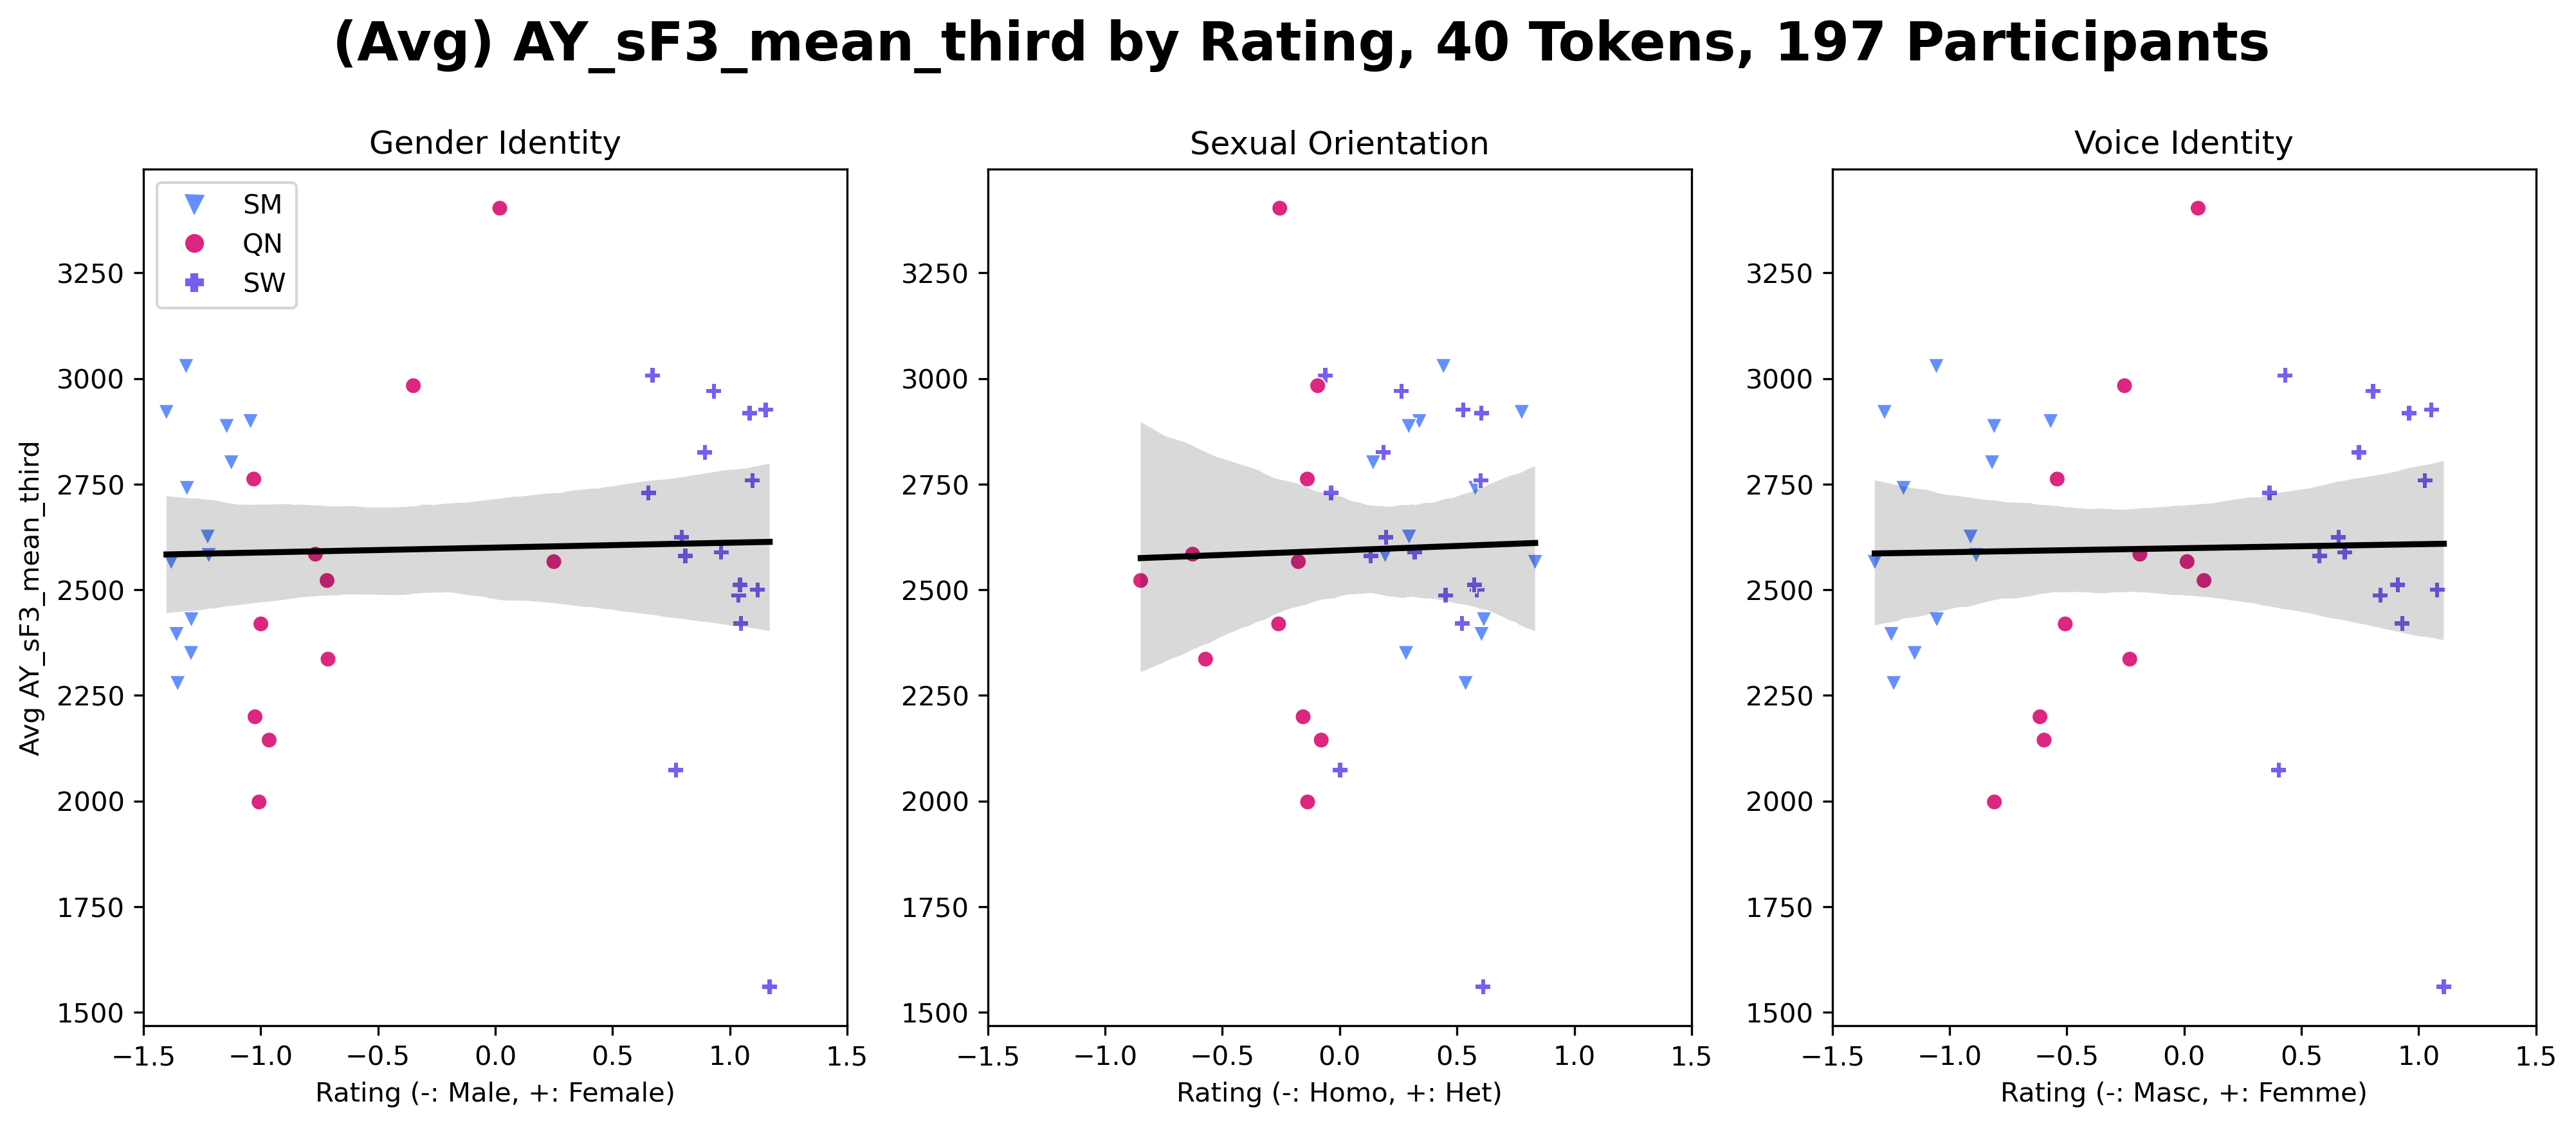 (Avg) AY_sF3_mean_third by Rating, 40 Tokens, 197 Participants
Gender Identity
SM
QN
SW
Avg AY_sF3_mean_third
3250
3000
2750
2500
2250
2000
1750
1500
−1.5 −1.0 −0.5 0.0 0.5 1.0 1.5
Rating (-: Male, +: Female)
Sexual Orientation
3250
3000
2750
2500
2250
2000
1750
1500
−1.5 −1.0 −0.5 0.0 0.5 1.0 1.5
Rating (-: Homo, +: Het)
Voice Identity
3250
3000
2750
2500
2250
2000
1750
1500
−1.5 −1.0 −0.5 0.0 0.5 1.0 1.5
Rating (-: Masc, +: Femme)